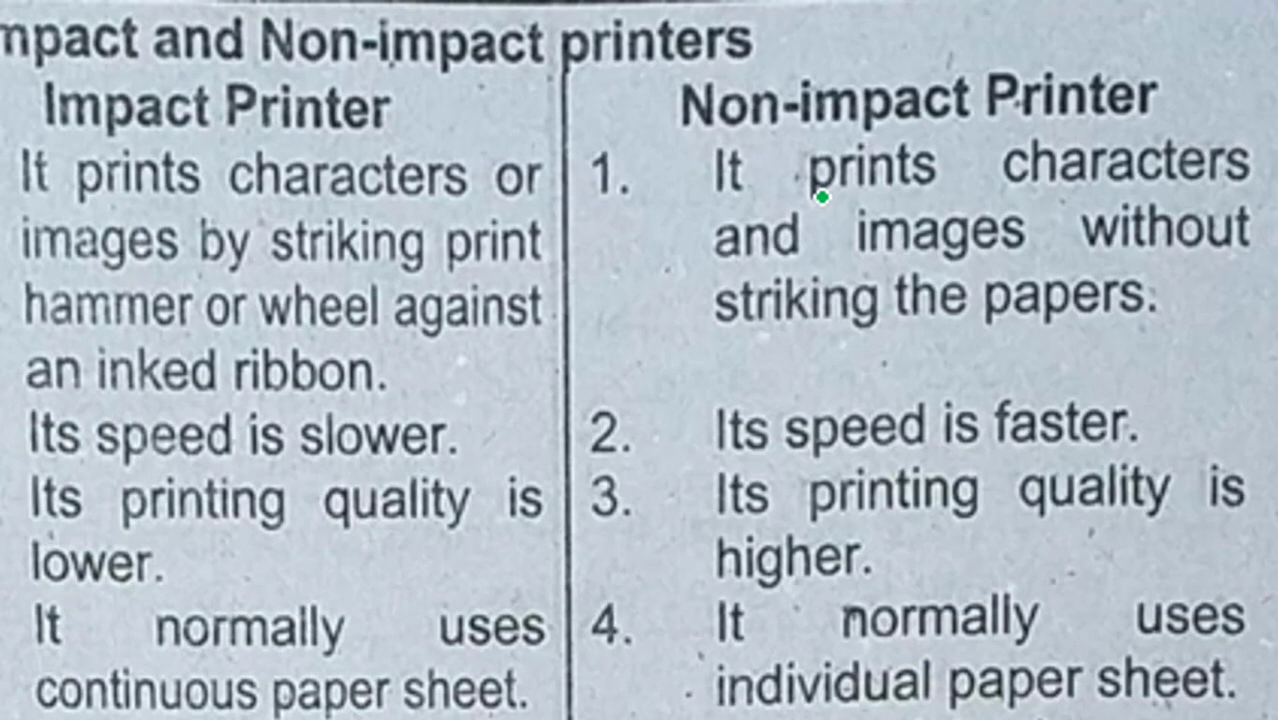 mpact and Non-impact printers
Impact Printer
It prints characters or
images by striking print
hammer or wheel against
an inked ribbon.
Its speed is slower.
Its printing quality is
lower.
It normally uses
continuous paper sheet.
Non-impact Printer
1. It prints characters
and images without
striking the papers.
2. Its speed is faster.
3. Its printing quality is
higher.
4. It normally uses
individual paper sheet.